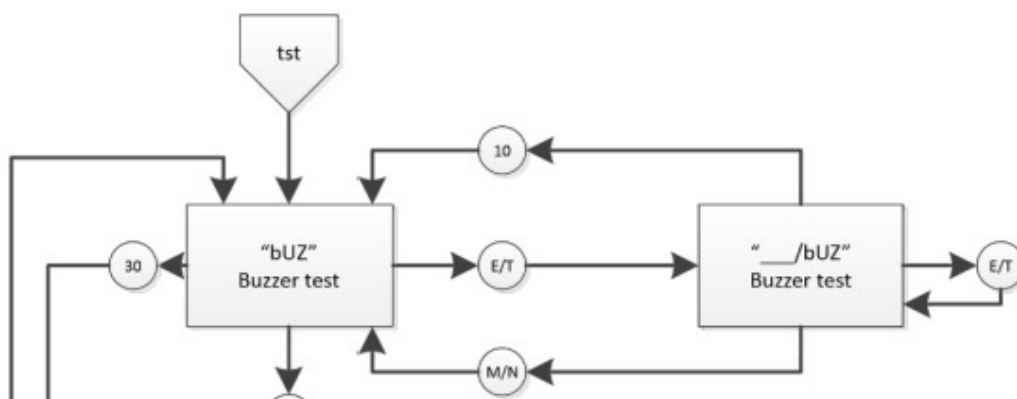 tst
10
“bUZ”
Buzzer test
30
E/T
“___/bUZ”
Buzzer test
E/T
M/N